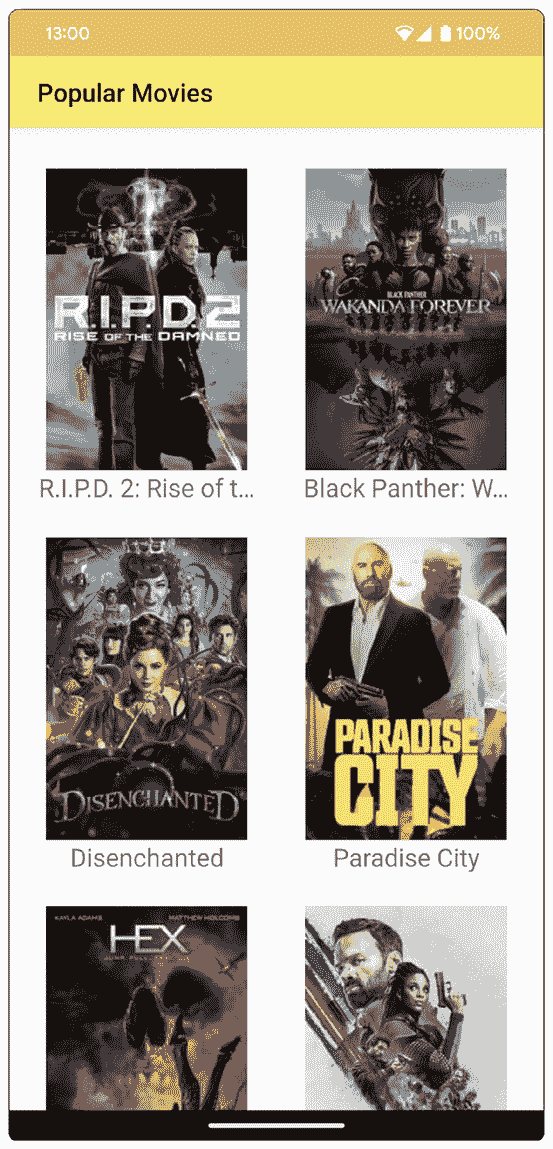 13:00
100%
Popular Movies
R.I.P.D. 2
RISE OF THE DAMNED
BLACK PANTHER
WAKANDA FOREVER
R.I.P.D. 2: Rise of t...
Black Panther: W...
DISENCHANTED
PARADISE
CITY
Disenchanted
Paradise City
KAYLA ADAMS
MATTHEW HOLCOMB
HEX